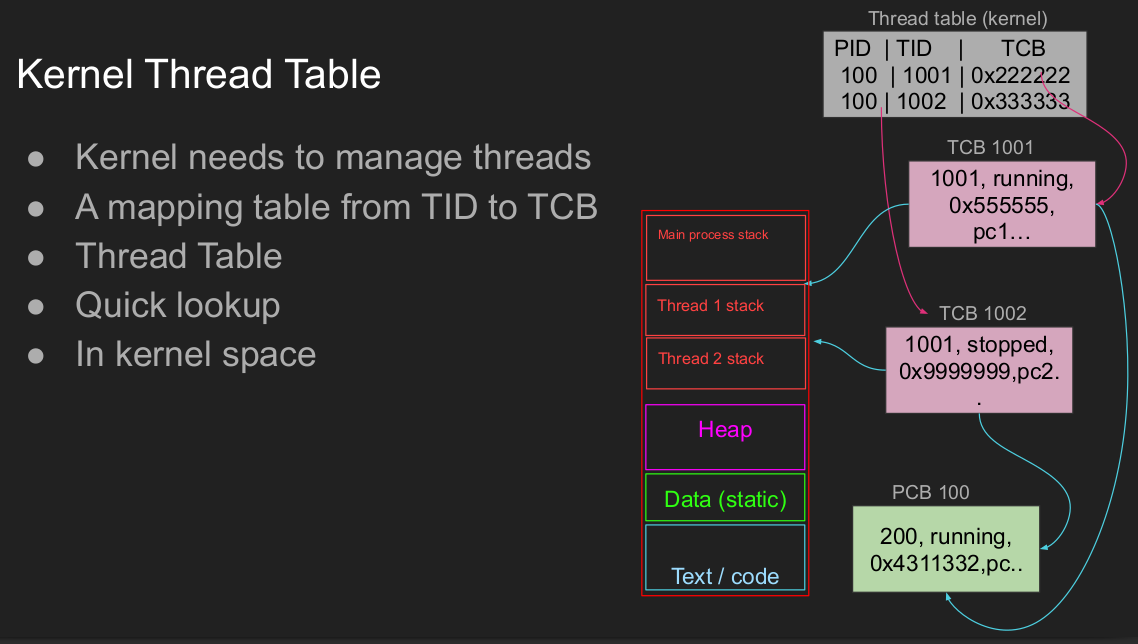 Kernel Thread Table
● Kernel needs to manage threads
● A mapping table from TID to TCB
● Thread Table
● Quick lookup
● In kernel space
Main process stack
Thread 1 stack
Thread 2 stack
Heap
Data (static)
Text / code
Thread table (kernel)
PID | TID | TCB
100 | 1001 | 0x222222
100 | 1002 | 0x333333
TCB 1001
1001, running,
0x555555,
pc1…
TCB 1002
1001, stopped,
0x9999999,pc2.
.
PCB 100
200, running,
0x4311332,pc..